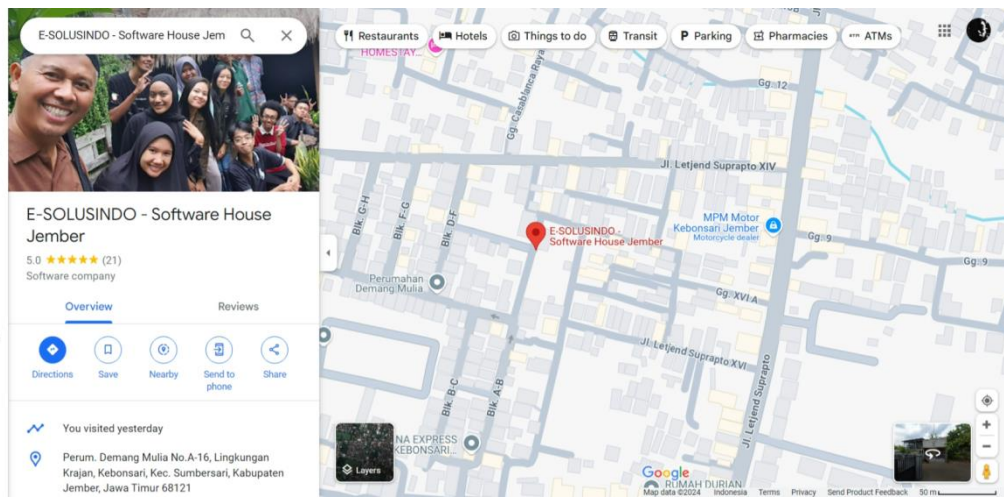 E-SOLUSINDO - Software House Jem
E-SOLUSINDO - Software House
Jember
5.0
(21)
Software company
Overview
Reviews
Directions
Save
Nearby
Send to
phone
Share
You visited yesterday
Perum. Demang Mulia No.A-16, Lingkungan
Krajan, Kebonsari, Kec. Sumbersari, Kabupaten
Jember, Jawa Timur 68121
Restaurants
Hotels
Things to do
Transit
P Parking
Pharmacies
ATM ATMs
HOMESTAY...
Gg. Casablanca Raya
Gg. 12
Jl. Letjend Suprapto XIV
Blk. G-H
Blk. F-G
Blk. D-F
E-SOLUSINDO -
Software House Jember
MPM Motor
Kebonsari Jember
Motorcycle dealer
Gg. 9
Gg. 9
Perumahan
Demang Mulia
Gg. XVI A
Jl. Letjend Suprapto XVI
Blk. B-C
Blk. A-B
Jl. Letjend Suprapto
NA EXPRESS
KEBONSARI...
Layers
Google
RUMAH DURIAN
Map data ©2024
Indonesia
Terms
Privacy
Send Product Feedback
50 m